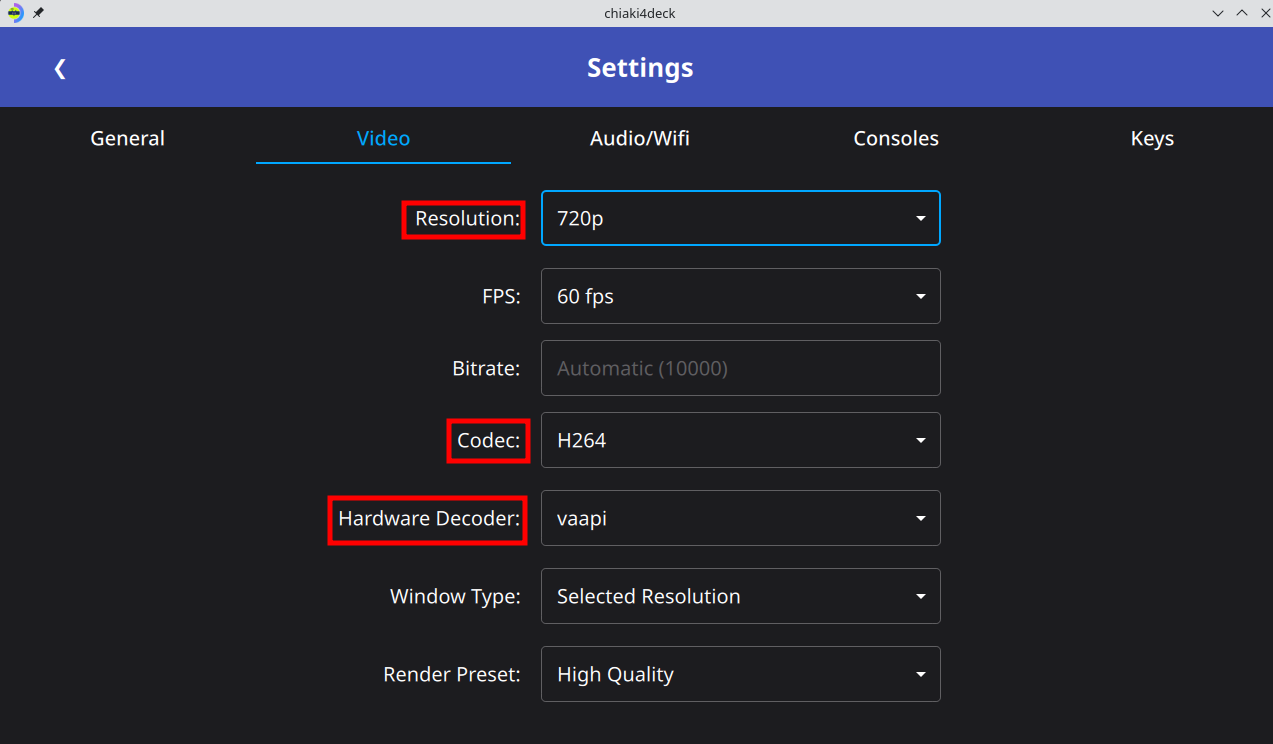 chiaki4deck
Settings
General Video Audio/Wifi Consoles Keys
Resolution: 720p
FPS: 60 fps
Bitrate: Automatic (10000)
Codec: H264
Hardware Decoder: vaapi
Window Type: Selected Resolution
Render Preset: High Quality